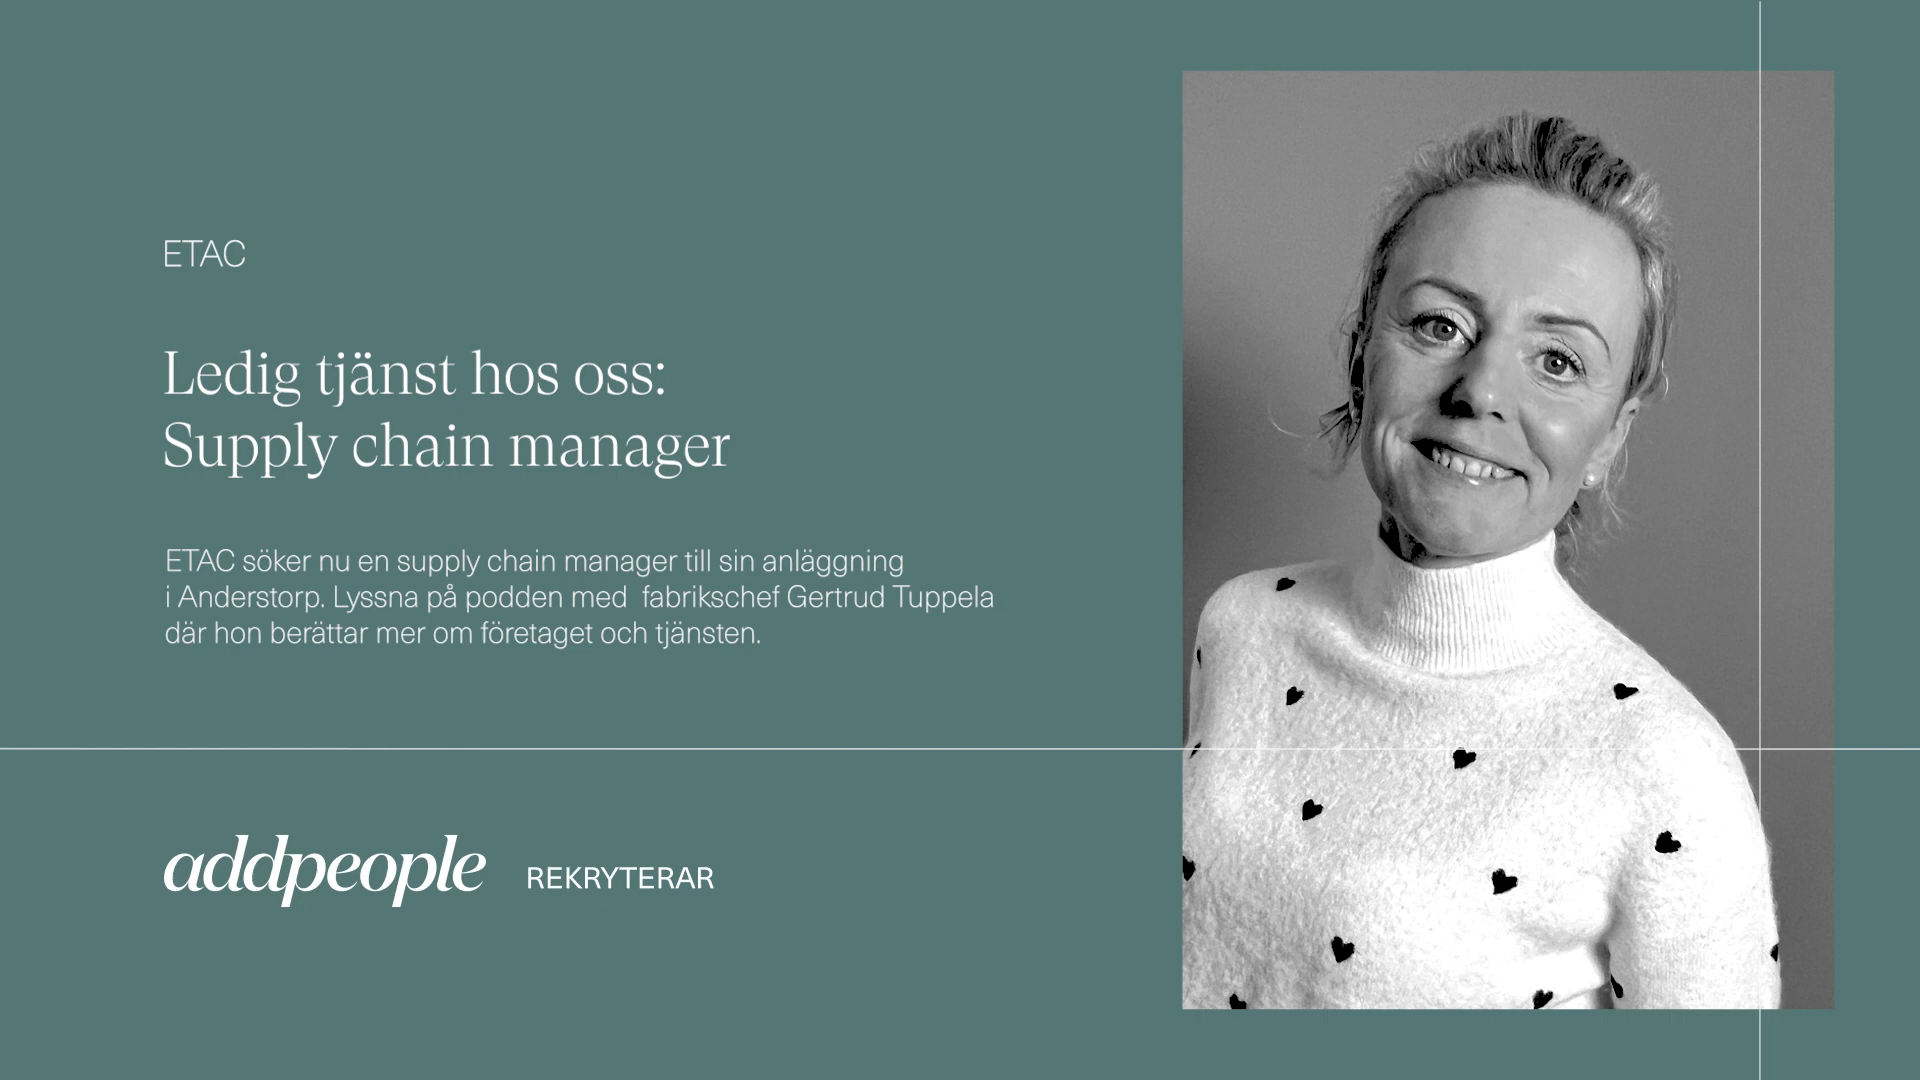 ETAC
Ledig tjänst hos oss:
Supply chain manager
ETAC söker nu en supply chain manager till sin anläggning
i Anderstorp. Lyssna på podden med  fabrikschef Gertrud Tuppela
där hon berättar mer om företaget och tjänsten.
addpeople REKRYTERAR